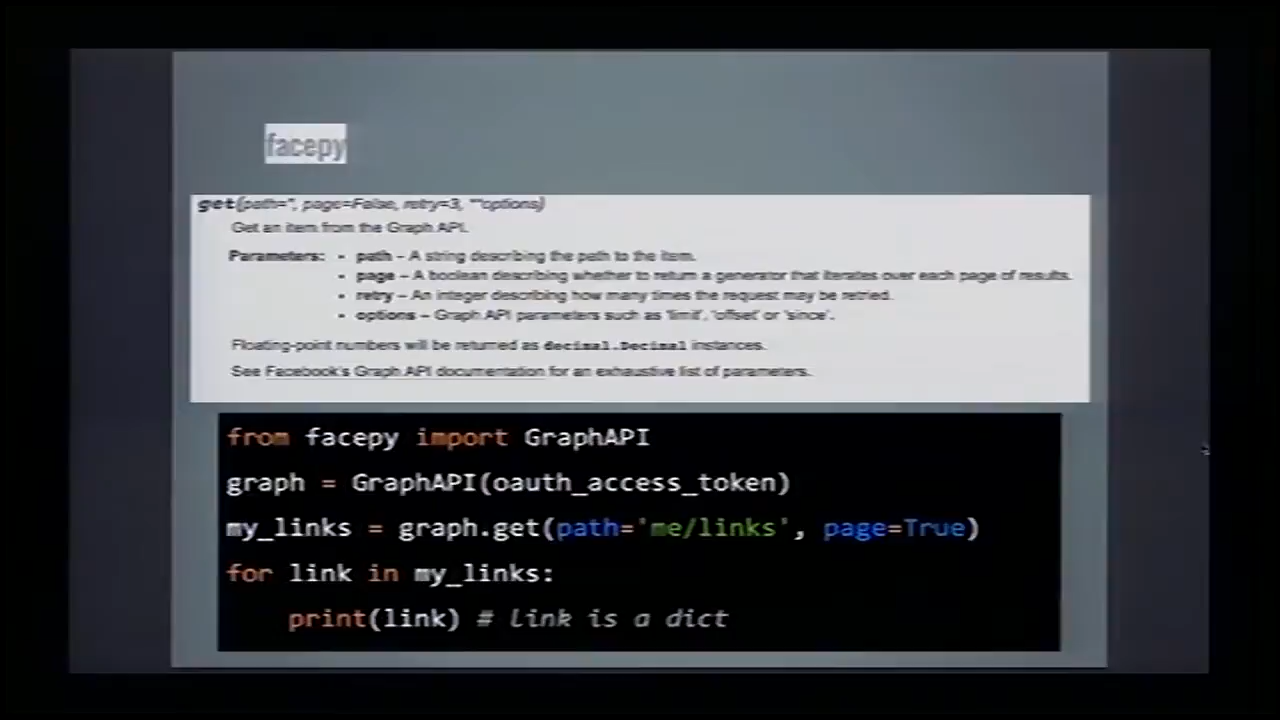 facepy
get(path='', page=False, retry=3, **options)
Get an item from the Graph API.
Parameters: • path – A string describing the path to the item.
• page – A boolean describing whether to return a generator that iterates over each page of results.
• retry – An integer describing how many times the request may be retried.
• options – Graph API parameters such as 'limit', 'offset' or 'since'.
Floating-point numbers will be returned as decimal.Decimal instances.
See Facebook's Graph API documentation for an exhaustive list of parameters.
from facepy import GraphAPI
graph = GraphAPI(oauth_access_token)
my_links = graph.get(path='me/links', page=True)
for link in my_links:
    print(link) # Link is a dict